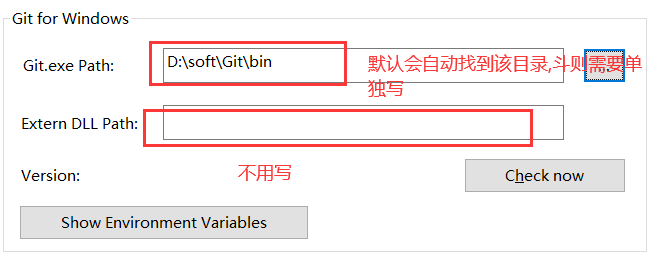 Git for Windows
Git.exe Path:
D:\soft\Git\bin
默认会自动找到该目录,斗则需要单
独写
Extern DLL Path:
Version:
不用写
Check now
Show Environment Variables